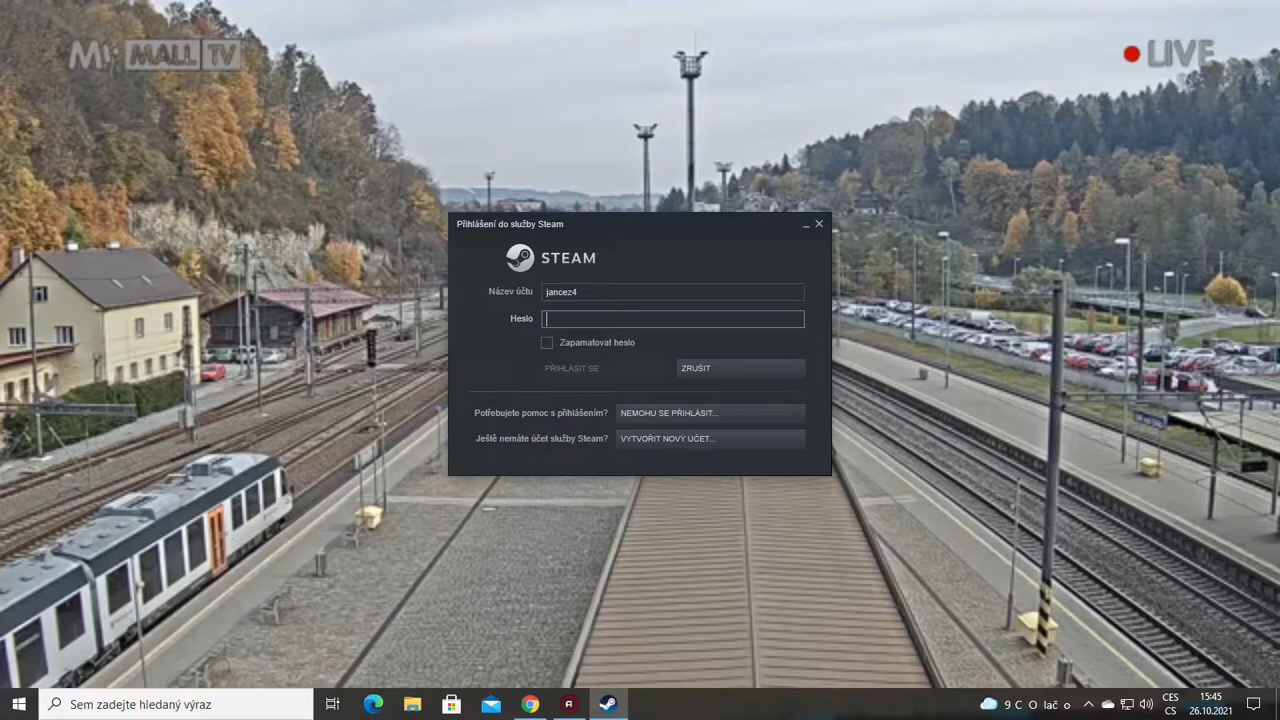 MALL TV
LIVE
Přihlášení do služby Steam
STEAM
Název účtu
jancez4
Heslo
Zapamatovat heslo
PŘIHLÁSIT SE
ZRUŠIT
Potřebujete pomoc s přihlášením?
NEMOHU SE PŘIHLÁSIT...
Ještě nemáte účet služby Steam?
VYTVOŘIT NOVÝ ÚČET...
Sem zadejte hledaný výraz
9 C O lač o
CES
CS
15:45
26.10.2021